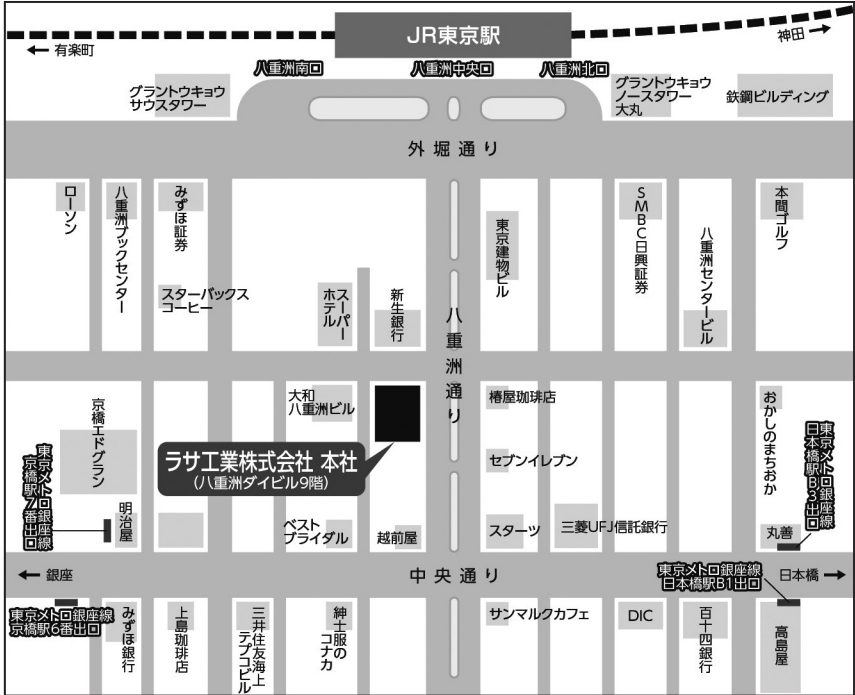 JR東京駅
← 有楽町
神田 →
八重洲南口
八重洲中央口
八重洲北口
グラントウキョウ
サウスタワー
グラントウキョウ
ノースタワー
大丸
鉄鋼ビルディング
外堀通り
ローソン
八重洲ブックセンター
みずほ証券
スターバックス
コーヒー
スーパー
ホテル
新生銀行
八重洲通り
東京建物ビル
SMBC日興証券
八重洲センタービル
本間ゴルフ
京橋エドグラン
大和
八重洲ビル
椿屋珈琲店
おかしのまちおか
東京メトロ銀座線
日本橋駅B3出口
東京メトロ銀座線
京橋駅7番出口
ラサ工業株式会社 本社
(八重洲ダイビル9階)
セブンイレブン
明治屋
ベスト
ブライダル
越前屋
スターツ
三菱UFJ信託銀行
丸善
← 銀座
中央通り
東京メトロ銀座線
日本橋駅B1出口
日本橋 →
東京メトロ銀座線
京橋駅6番出口
みずほ銀行
上島珈琲店
三井住友海上
テプコビル
紳士服の
コナカ
サンマルクカフェ
DIC
百十四銀行
高島屋